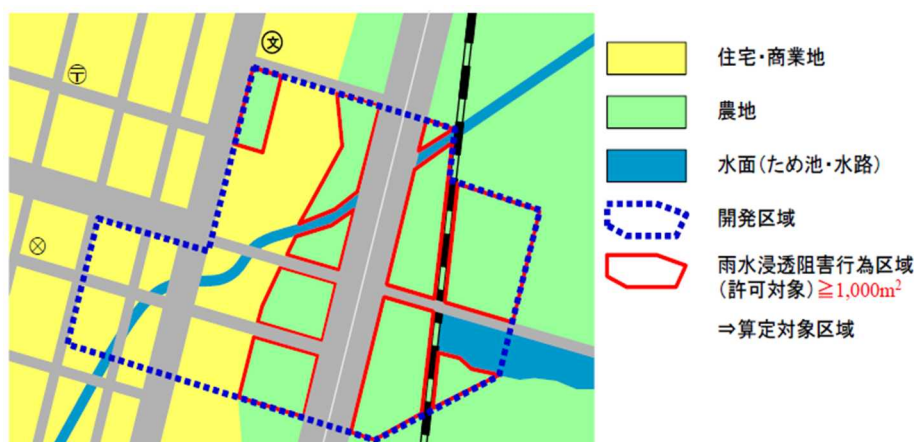 文
〒
住宅・商業地
農地
水面(ため池・水路)
開発区域
雨水浸透阻害行為区域
(許可対象)≧1,000m²
⇒算定対象区域